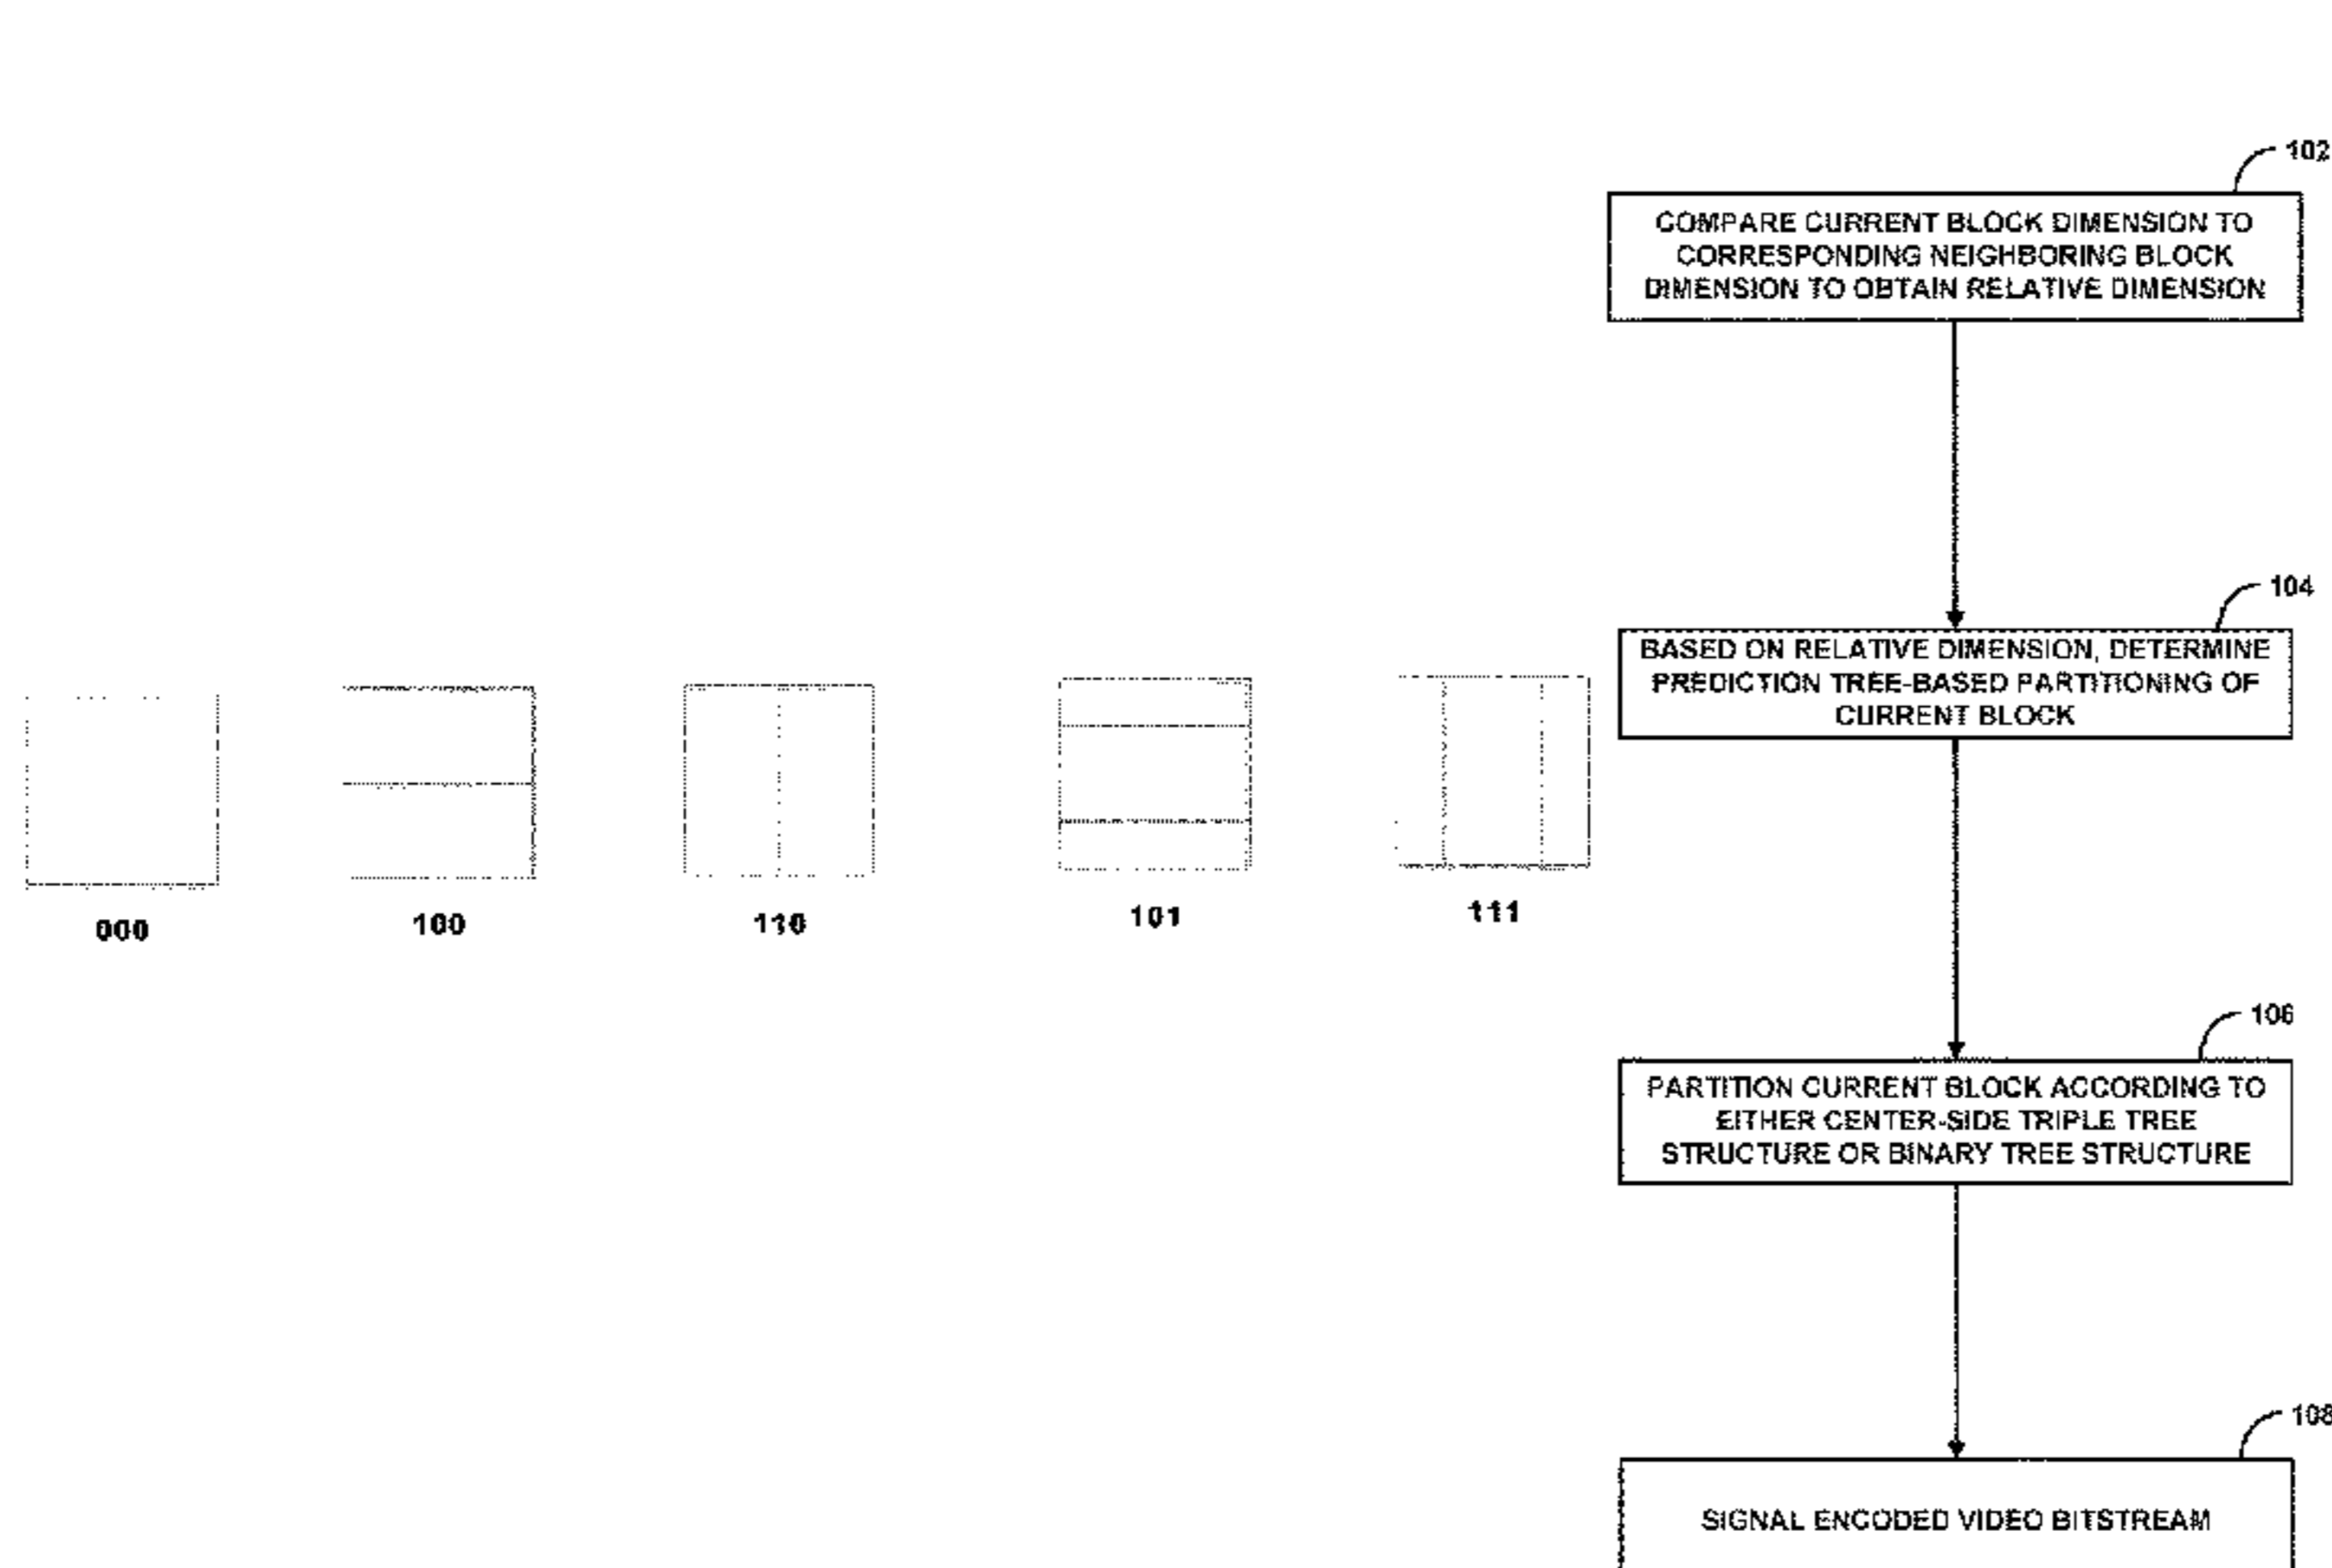 102
COMPARE CURRENT BLOCK DIMENSION TO
CORRESPONDING NEIGHBORING BLOCK
DIMENSION TO OBTAIN RELATIVE DIMENSION
104
BASED ON RELATIVE DIMENSION, DETERMINE
PREDICTION TREE-BASED PARTITIONING OF
CURRENT BLOCK
000
100
110
101
111
106
PARTITION CURRENT BLOCK ACCORDING TO
EITHER CENTER-SIDE TRIPLE TREE
STRUCTURE OR BINARY TREE STRUCTURE
108
SIGNAL ENCODED VIDEO BITSTREAM